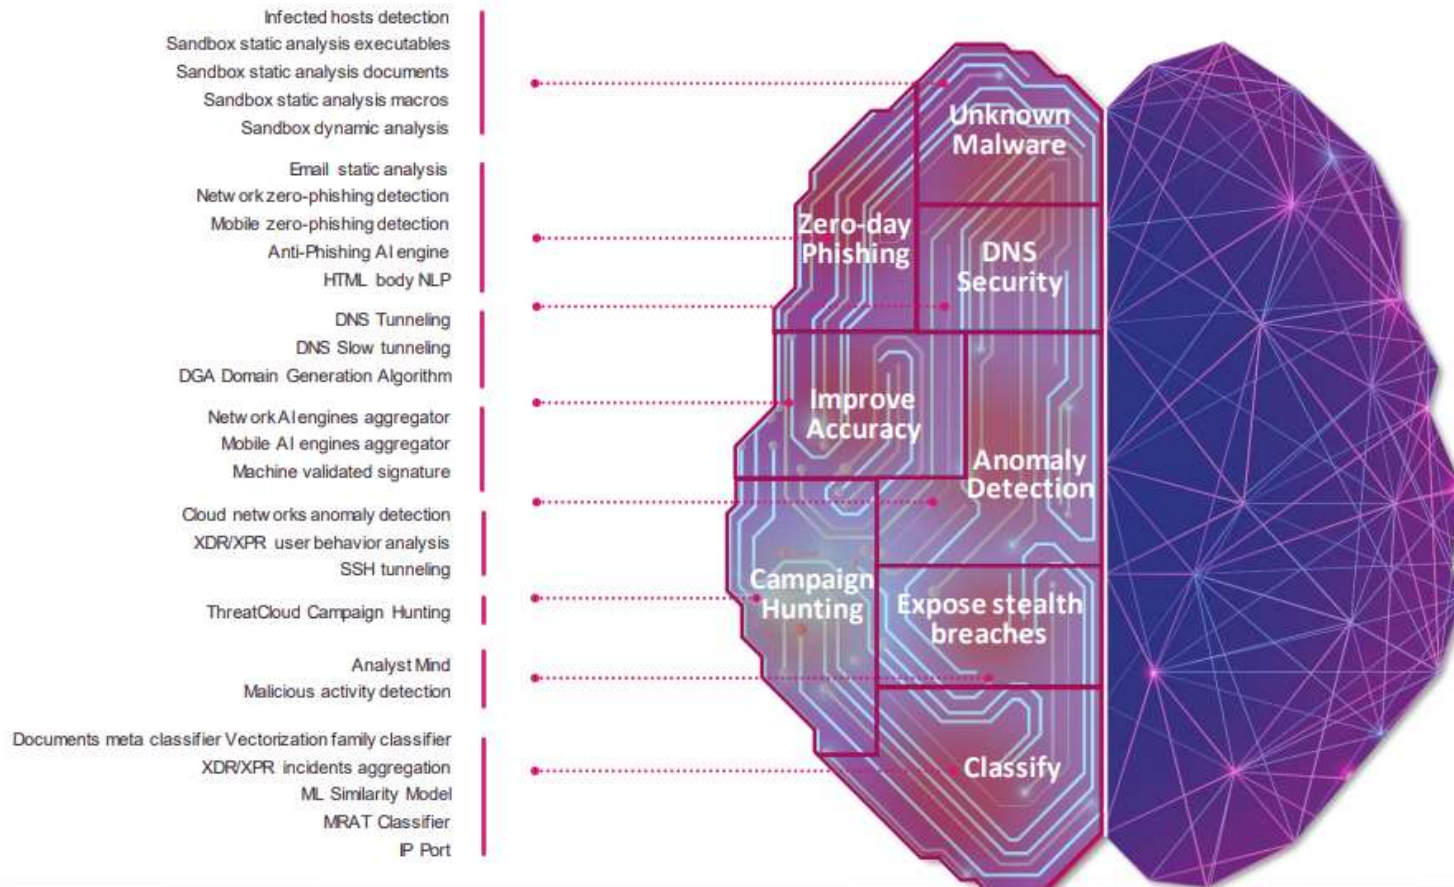 Infected hosts detection
Sandbox static analysis executables
Sandbox static analysis documents
Sandbox static analysis macros
Sandbox dynamic analysis
Email static analysis
Network zero-phishing detection
Mobile zero-phishing detection
Anti-Phishing AI engine
HTML body NLP
DNS Tunneling
DNS Slow tunneling
DGA Domain Generation Algorithm
Network AI engines aggregator
Mobile AI engines aggregator
Machine validated signature
Cloud networks anomaly detection
XDR/XPR user behavior analysis
SSH tunneling
ThreatCloud Campaign Hunting
Analyst Mind
Malicious activity detection
Documents meta classifier Vectorization family classifier
XDR/XPR incidents aggregation
ML Similarity Model
MRAT Classifier
IP Port
Unknown
Malware
Zero-day
Phishing
DNS
Security
Improve
Accuracy
Anomaly
Detection
Campaign
Hunting
Expose stealth
breaches
Classify